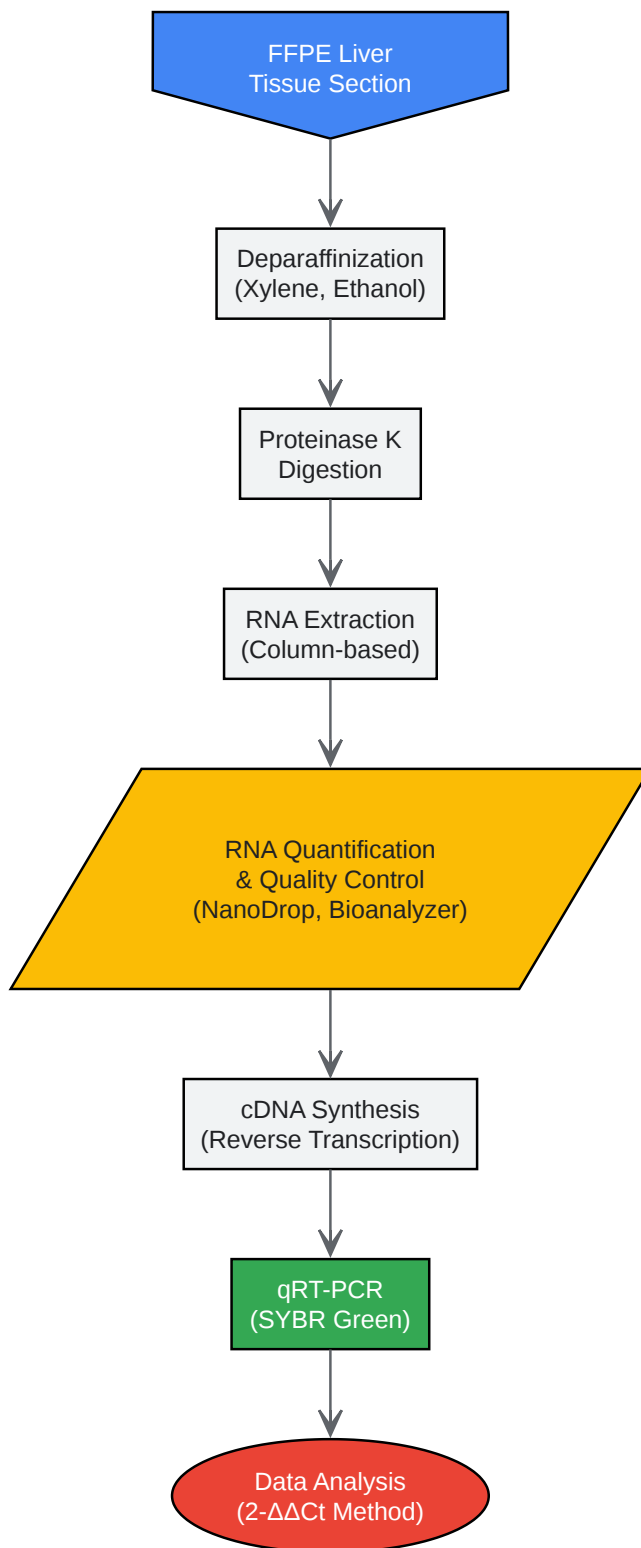 FFPE Liver
Tissue Section
Deparaffinization
(Xylene, Ethanol)
Proteinase K
Digestion
RNA Extraction
(Column-based)
RNA Quantification
& Quality Control
(NanoDrop, Bioanalyzer)
cDNA Synthesis
(Reverse Transcription)
qRT-PCR
(SYBR Green)
Data Analysis
(2-ΔΔCt Method)